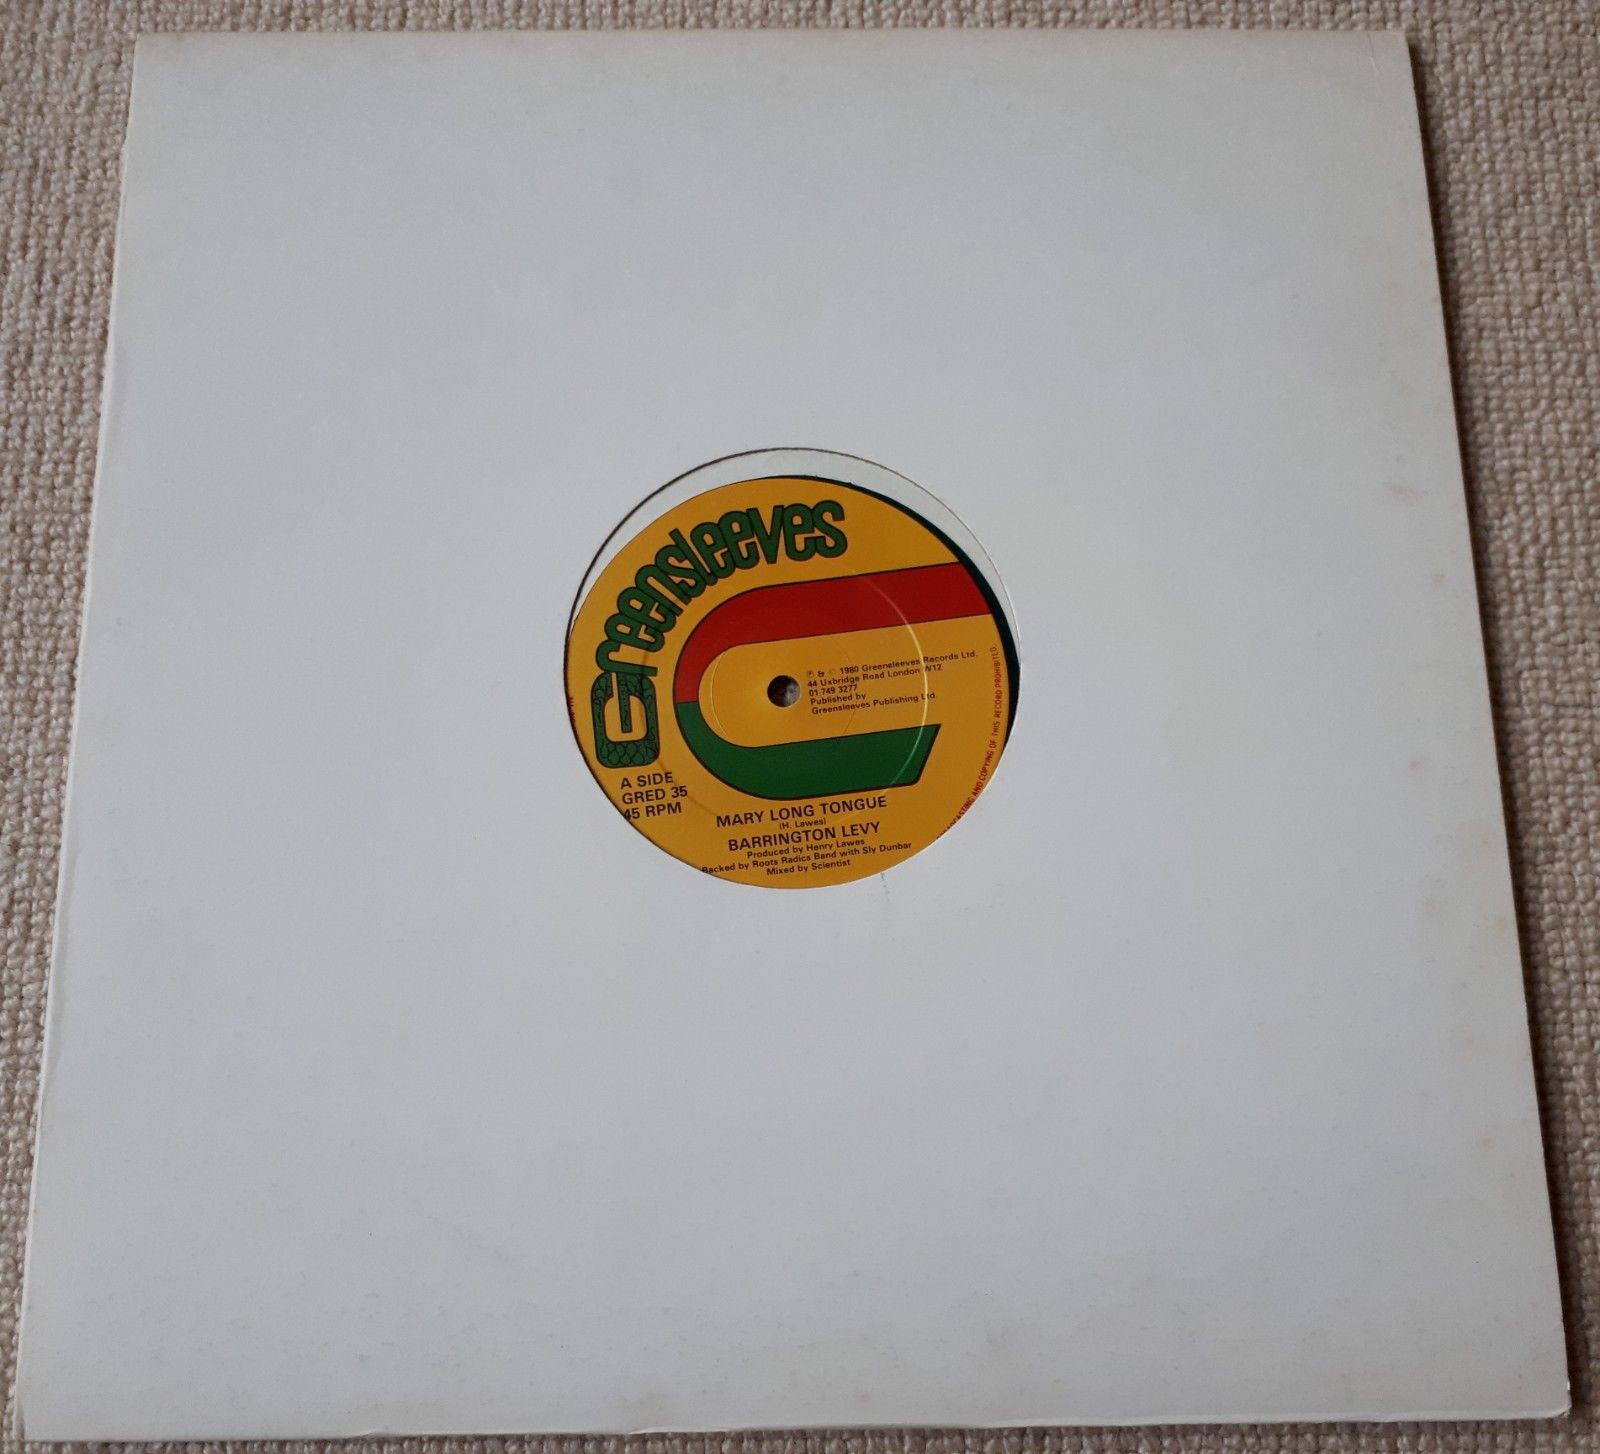 Greensleeves
℗ & © 1980 Greensleeves Records Ltd.
44 Uxbridge Road London W12
01-749 3277
Published by
Greensleeves Publishing Ltd.
A SIDE
GRED 35
45 RPM
MARY LONG TONGUE
(H. Lawes)
BARRINGTON LEVY
Produced by Henry Lawes
Backed by Roots Radics Band with Sly Dunbar
Mixed by Scientist
AND COPYING OF THIS RECORD PROHIBITED.